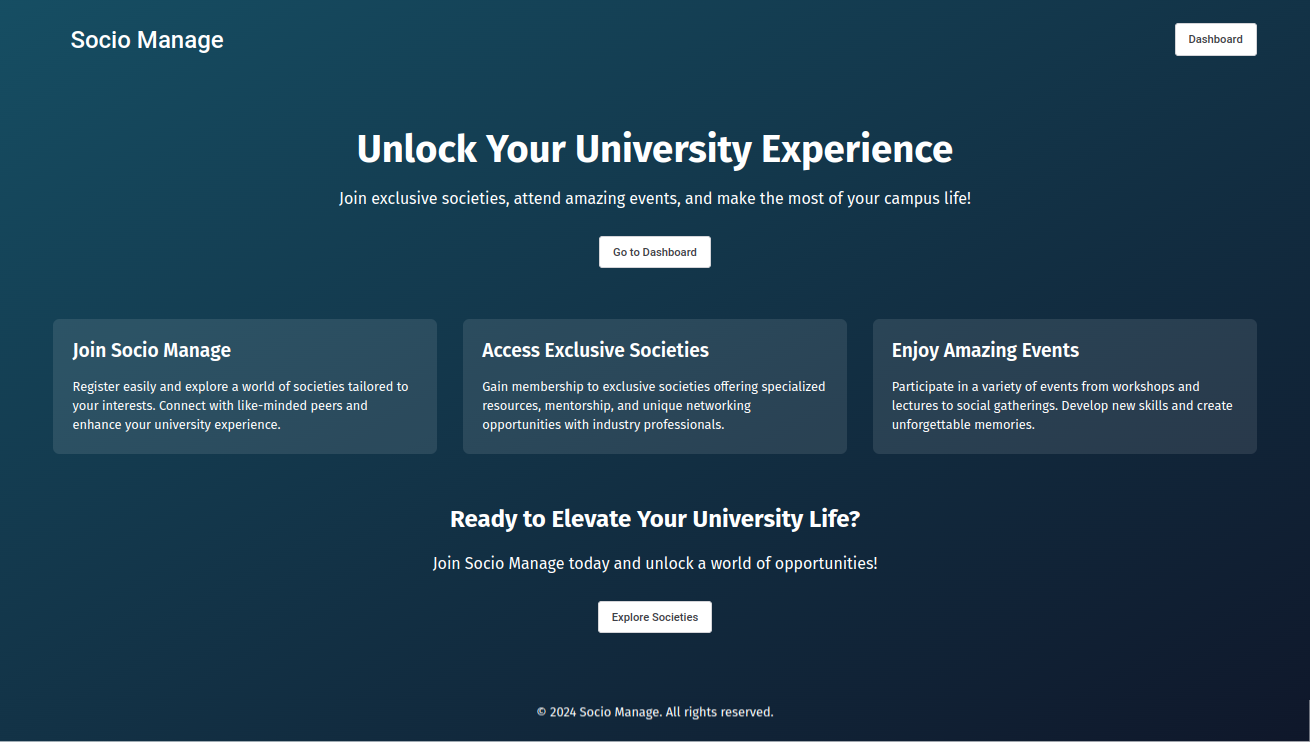 Socio Manage
Dashboard
Unlock Your University Experience
Join exclusive societies, attend amazing events, and make the most of your campus life!
Go to Dashboard
Join Socio Manage
Register easily and explore a world of societies tailored to
your interests. Connect with like-minded peers and
enhance your university experience.
Access Exclusive Societies
Gain membership to exclusive societies offering specialized
resources, mentorship, and unique networking
opportunities with industry professionals.
Enjoy Amazing Events
Participate in a variety of events from workshops and
lectures to social gatherings. Develop new skills and create
unforgettable memories.
Ready to Elevate Your University Life?
Join Socio Manage today and unlock a world of opportunities!
Explore Societies
© 2024 Socio Manage. All rights reserved.